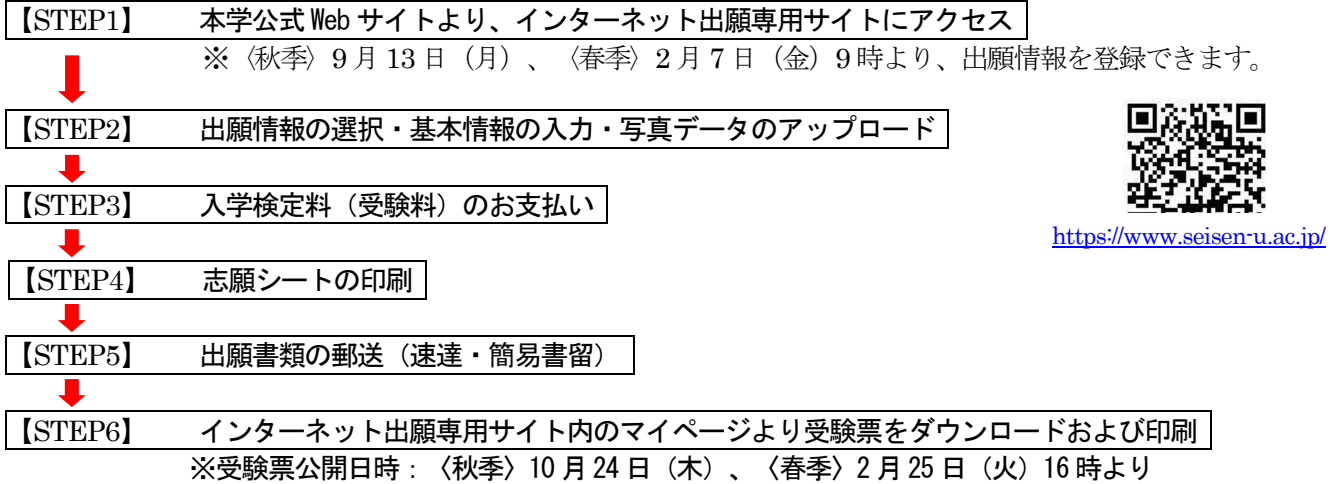 【STEP1】 本学公式 Web サイトより、インターネット出願専用サイトにアクセス
※〈秋季〉9 月 13 日（月）、〈春季〉2 月 7 日（金）9 時より、出願情報を登録できます。
【STEP2】 出願情報の選択・基本情報の入力・写真データのアップロード
【STEP3】 入学検定料（受験料）のお支払い
https://www.seisen-u.ac.jp/
【STEP4】 志願シートの印刷
【STEP5】 出願書類の郵送（速達・簡易書留）
【STEP6】 インターネット出願専用サイト内のマイページより受験票をダウンロードおよび印刷
※受験票公開日時：〈秋季〉10 月 24 日（木）、〈春季〉2 月 25 日（火）16 時より